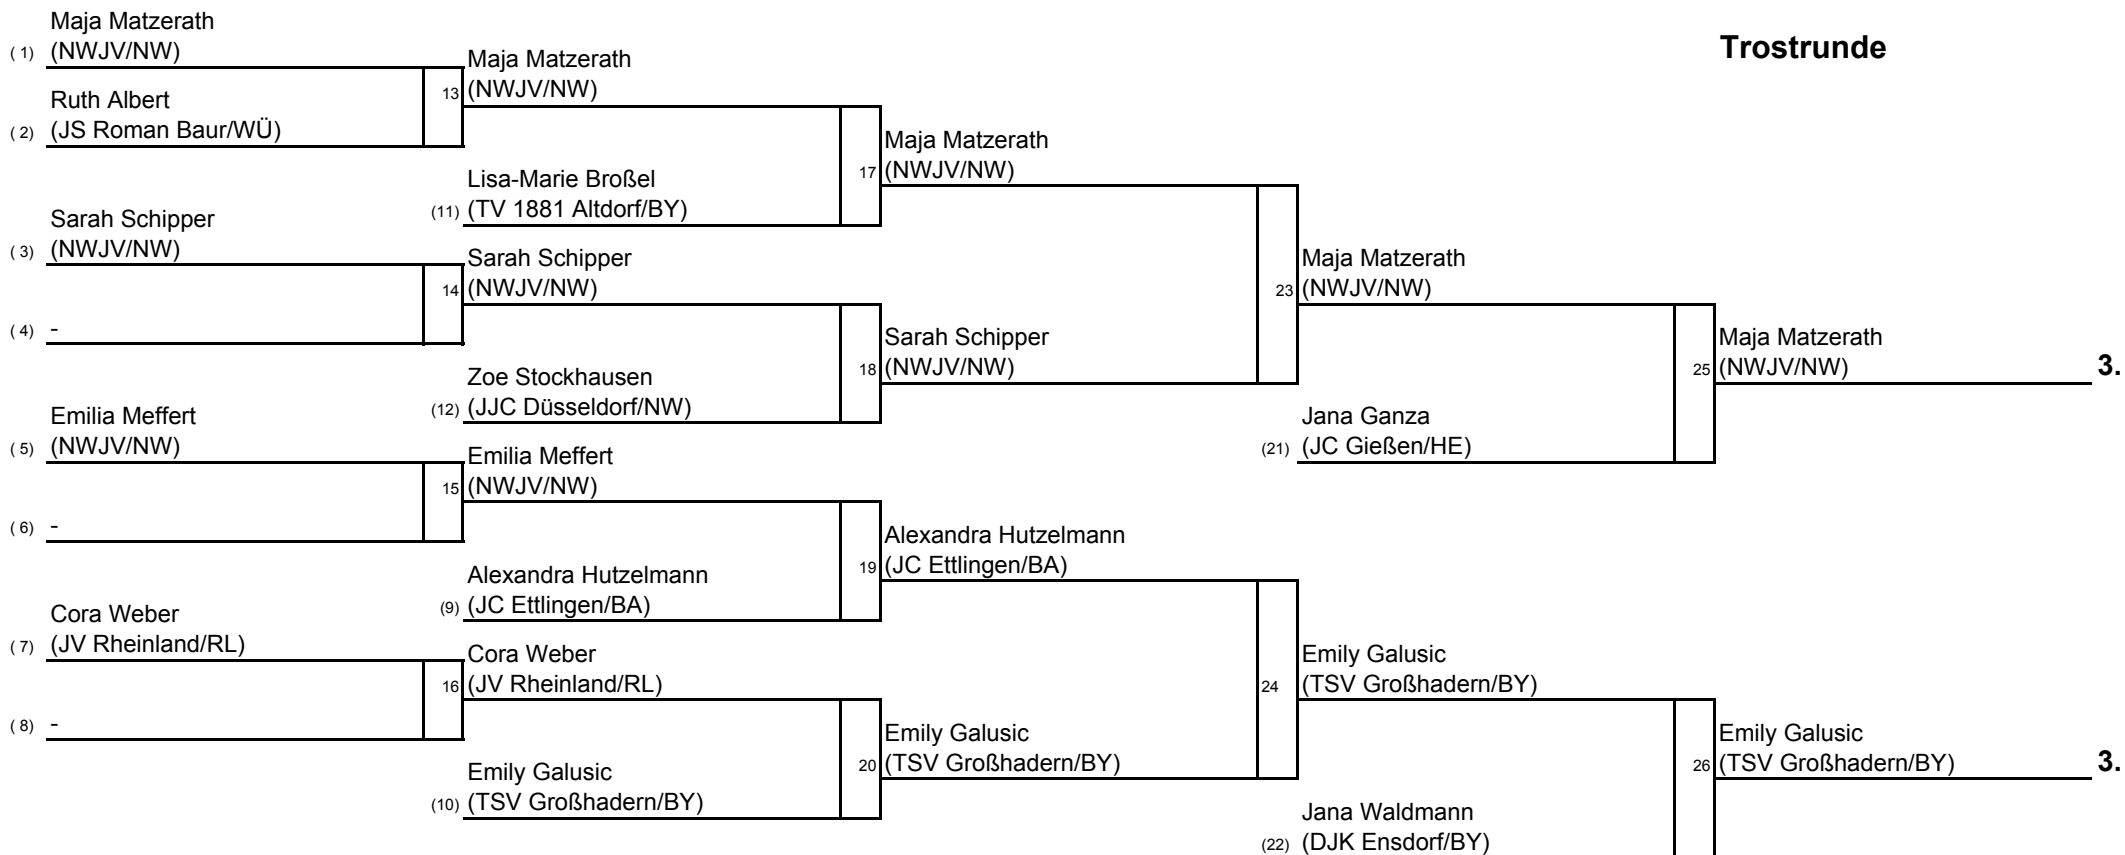 Trostrunde
Maja Matzerath
( 1) (NWJV/NW)
Ruth Albert
( 2) (JS Roman Baur/WÜ)
Sarah Schipper
( 3) (NWJV/NW)
( 4) -
Emilia Meffert
( 5) (NWJV/NW)
( 6) -
Cora Weber
( 7) (JV Rheinland/RL)
( 8) -
Maja Matzerath
13 (NWJV/NW)
Lisa-Marie Broßel
(11) (TV 1881 Altdorf/BY)
Sarah Schipper
14 (NWJV/NW)
Zoe Stockhausen
(12) (JJC Düsseldorf/NW)
Emilia Meffert
15 (NWJV/NW)
Alexandra Hutzelmann
(9) (JC Ettlingen/BA)
Cora Weber
16 (JV Rheinland/RL)
Emily Galusic
(10) (TSV Großhadern/BY)
Maja Matzerath
17 (NWJV/NW)
Sarah Schipper
18 (NWJV/NW)
Alexandra Hutzelmann
19 (JC Ettlingen/BA)
Emily Galusic
20 (TSV Großhadern/BY)
Maja Matzerath
23 (NWJV/NW)
Jana Ganza
(21) (JC Gießen/HE)
Emily Galusic
24 (TSV Großhadern/BY)
Jana Waldmann
(22) (DJK Ensdorf/BY)
Maja Matzerath
25 (NWJV/NW) 3.
Emily Galusic
26 (TSV Großhadern/BY) 3.